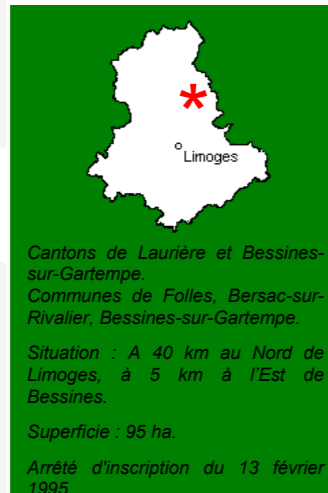 *
Limoges
Cantons de Laurière et Bessines-
sur-Gartempe.
Communes de Folles, Bersac-sur-
Rivalier, Bessines-sur-Gartempe.
Situation : A 40 km au Nord de
Limoges, à 5 km à l'Est de
Bessines.
Superficie : 95 ha.
Arrêté d'inscription du 13 février
1995